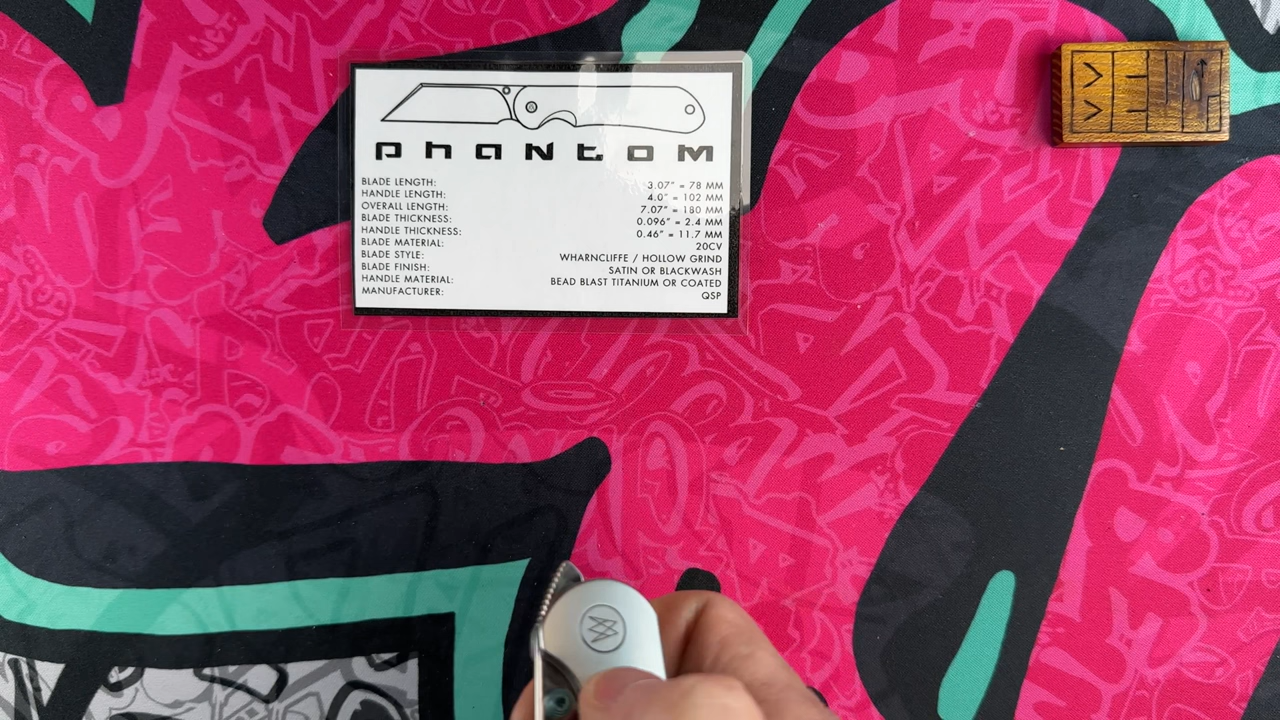 phantom
BLADE LENGTH: 3.07" = 78 MM
HANDLE LENGTH: 4.0" = 102 MM
OVERALL LENGTH: 7.07" = 180 MM
BLADE THICKNESS: 0.096" = 2.4 MM
HANDLE THICKNESS: 0.46" = 11.7 MM
BLADE MATERIAL: 20CV
BLADE STYLE: WHARNCLIFFE / HOLLOW GRIND
BLADE FINISH: SATIN OR BLACKWASH
HANDLE MATERIAL: BEAD BLAST TITANIUM OR COATED
MANUFACTURER: QSP